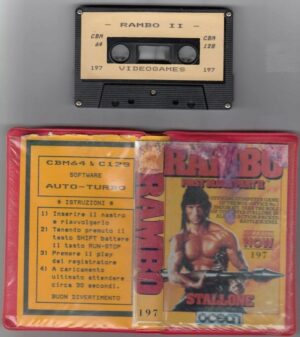 - RAMBO II -
CBM 64
CBM 128
197
197
- VIDEOGAMES -
CBM64 & C128
SOFTWARE
AUTO-TURBO
* ISTRUZIONI *
1) Inserire il nastro
e riavvolgerlo
2) Tenendo premuto il
tasto SHIFT battere
il tasto RUN-STOP
3) Premere il play
del registratore
4) A caricamento
ultimato attendere
circa 30 secondi.
BUON DIVERTIMENTO
RAMBO
197
RAMBO
FIRST BLOOD PART II
NOW
197
STALLONE
ocean